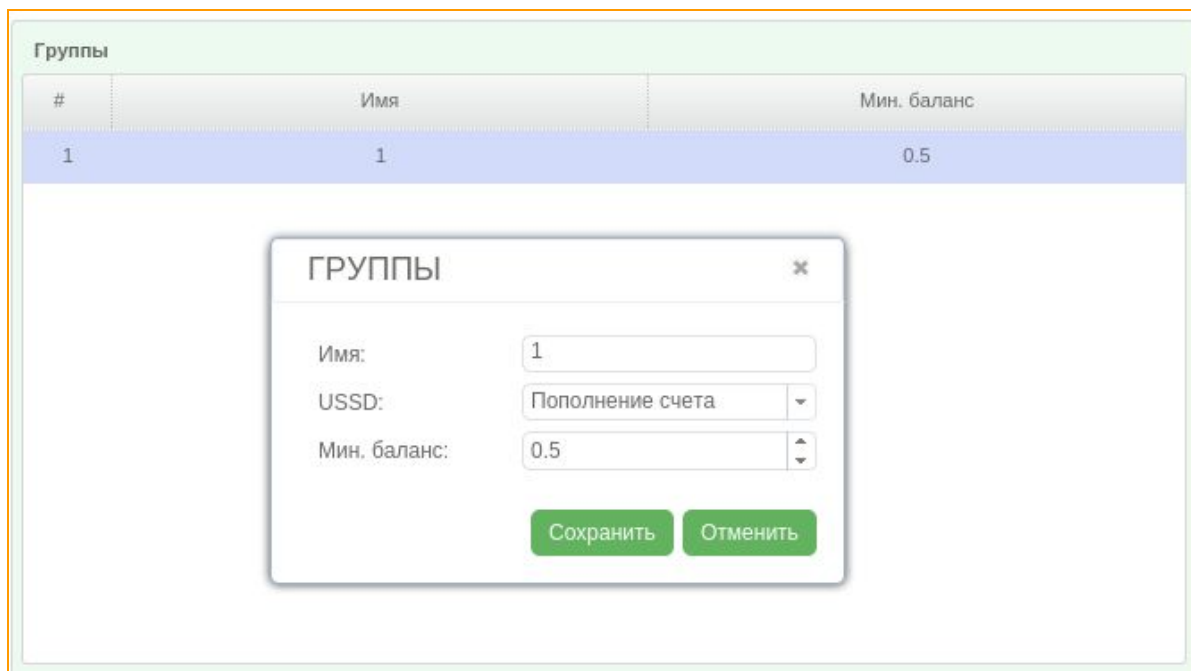 Группы
# Имя Мин. баланс
1 1 0.5
ГРУППЫ
Имя: 1
USSD: Пополнение счета
Мин. баланс: 0.5
Сохранить Отменить